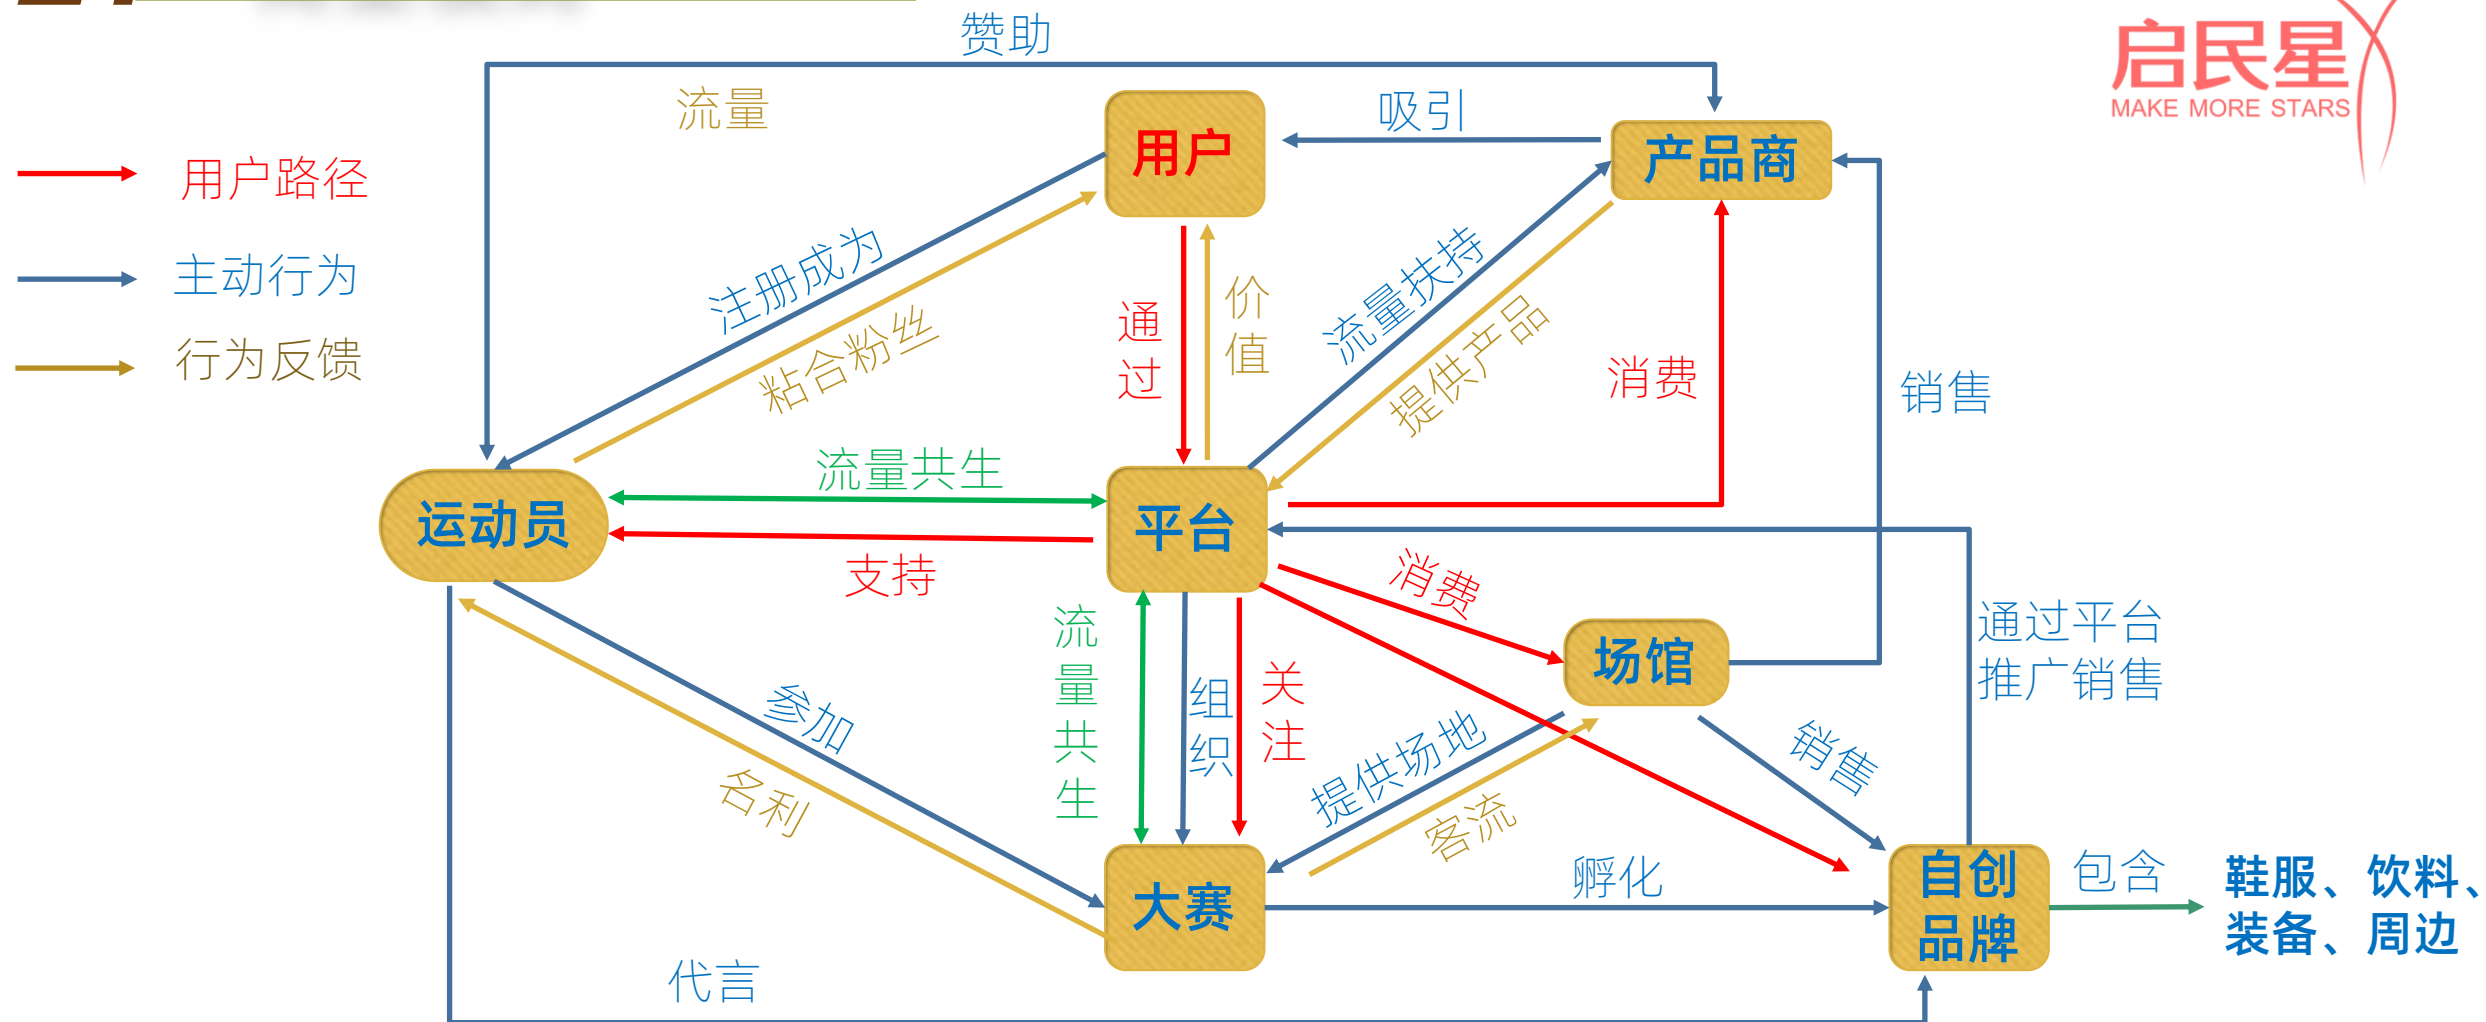 赞助
启民星
MAKE MORE STARS
流量
吸引
用户
产品商
用户路径
主动行为
行为反馈
注册成为
粘合粉丝
通过
价值
流量扶持
提供产品
消费
销售
流量共生
运动员
平台
支持
消费
流量共生
组织
关注
场馆
通过平台
推广销售
参加
名利
提供场地
客流
销售
大赛
孵化
自创
品牌
包含
鞋服、饮料、
装备、周边
代言